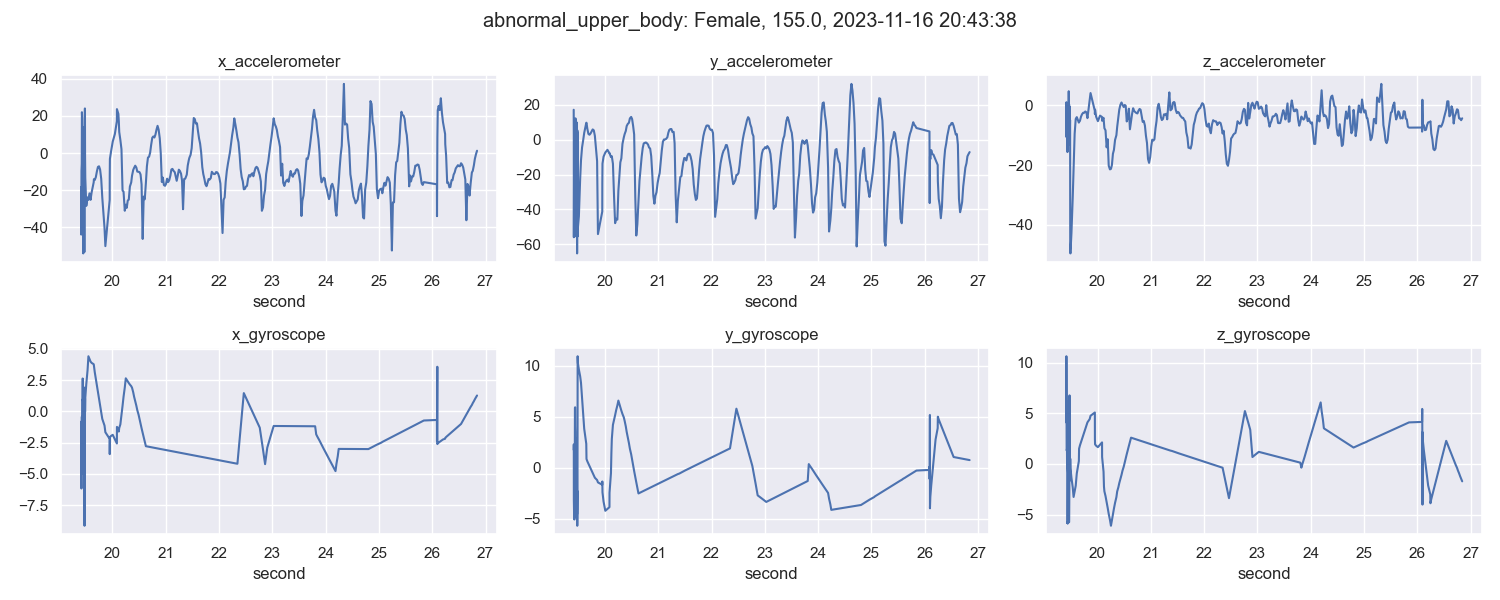 abnormal_upper_body: Female, 155.0, 2023-11-16 20:43:38
x_accelerometer
40
20
0
−20
−40
20 21 22 23 24 25 26 27
second
y_accelerometer
20
0
−20
−40
−60
20 21 22 23 24 25 26 27
second
z_accelerometer
0
−20
−40
20 21 22 23 24 25 26 27
second
x_gyroscope
5.0
2.5
0.0
−2.5
−5.0
−7.5
20 21 22 23 24 25 26 27
second
y_gyroscope
10
5
0
−5
20 21 22 23 24 25 26 27
second
z_gyroscope
10
5
0
−5
20 21 22 23 24 25 26 27
second